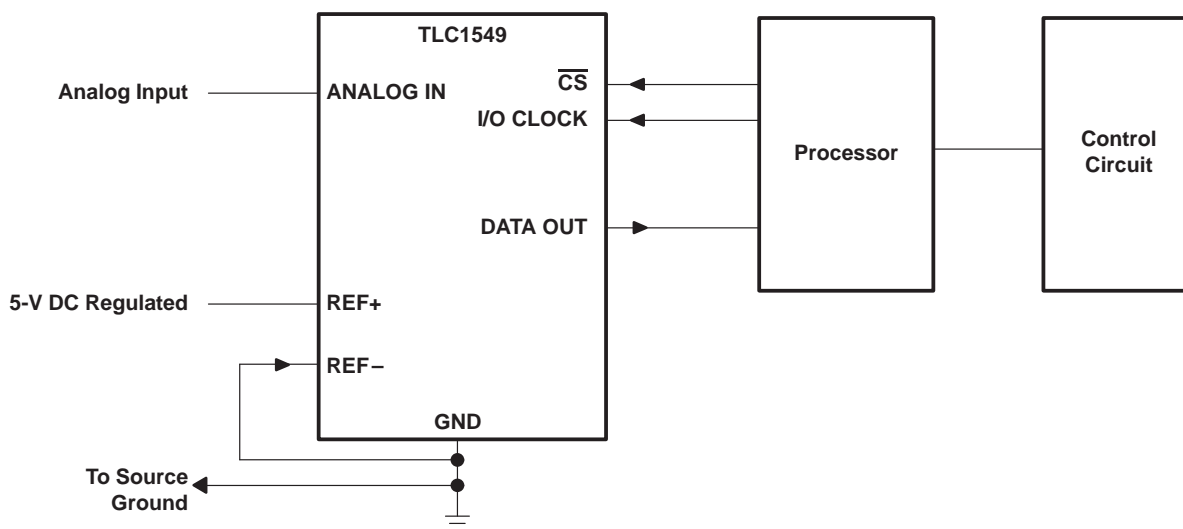 TLC1549
Analog Input
ANALOG IN
CS
I/O CLOCK
DATA OUT
5-V DC Regulated
REF+
REF–
GND
To Source
Ground
Processor
Control
Circuit